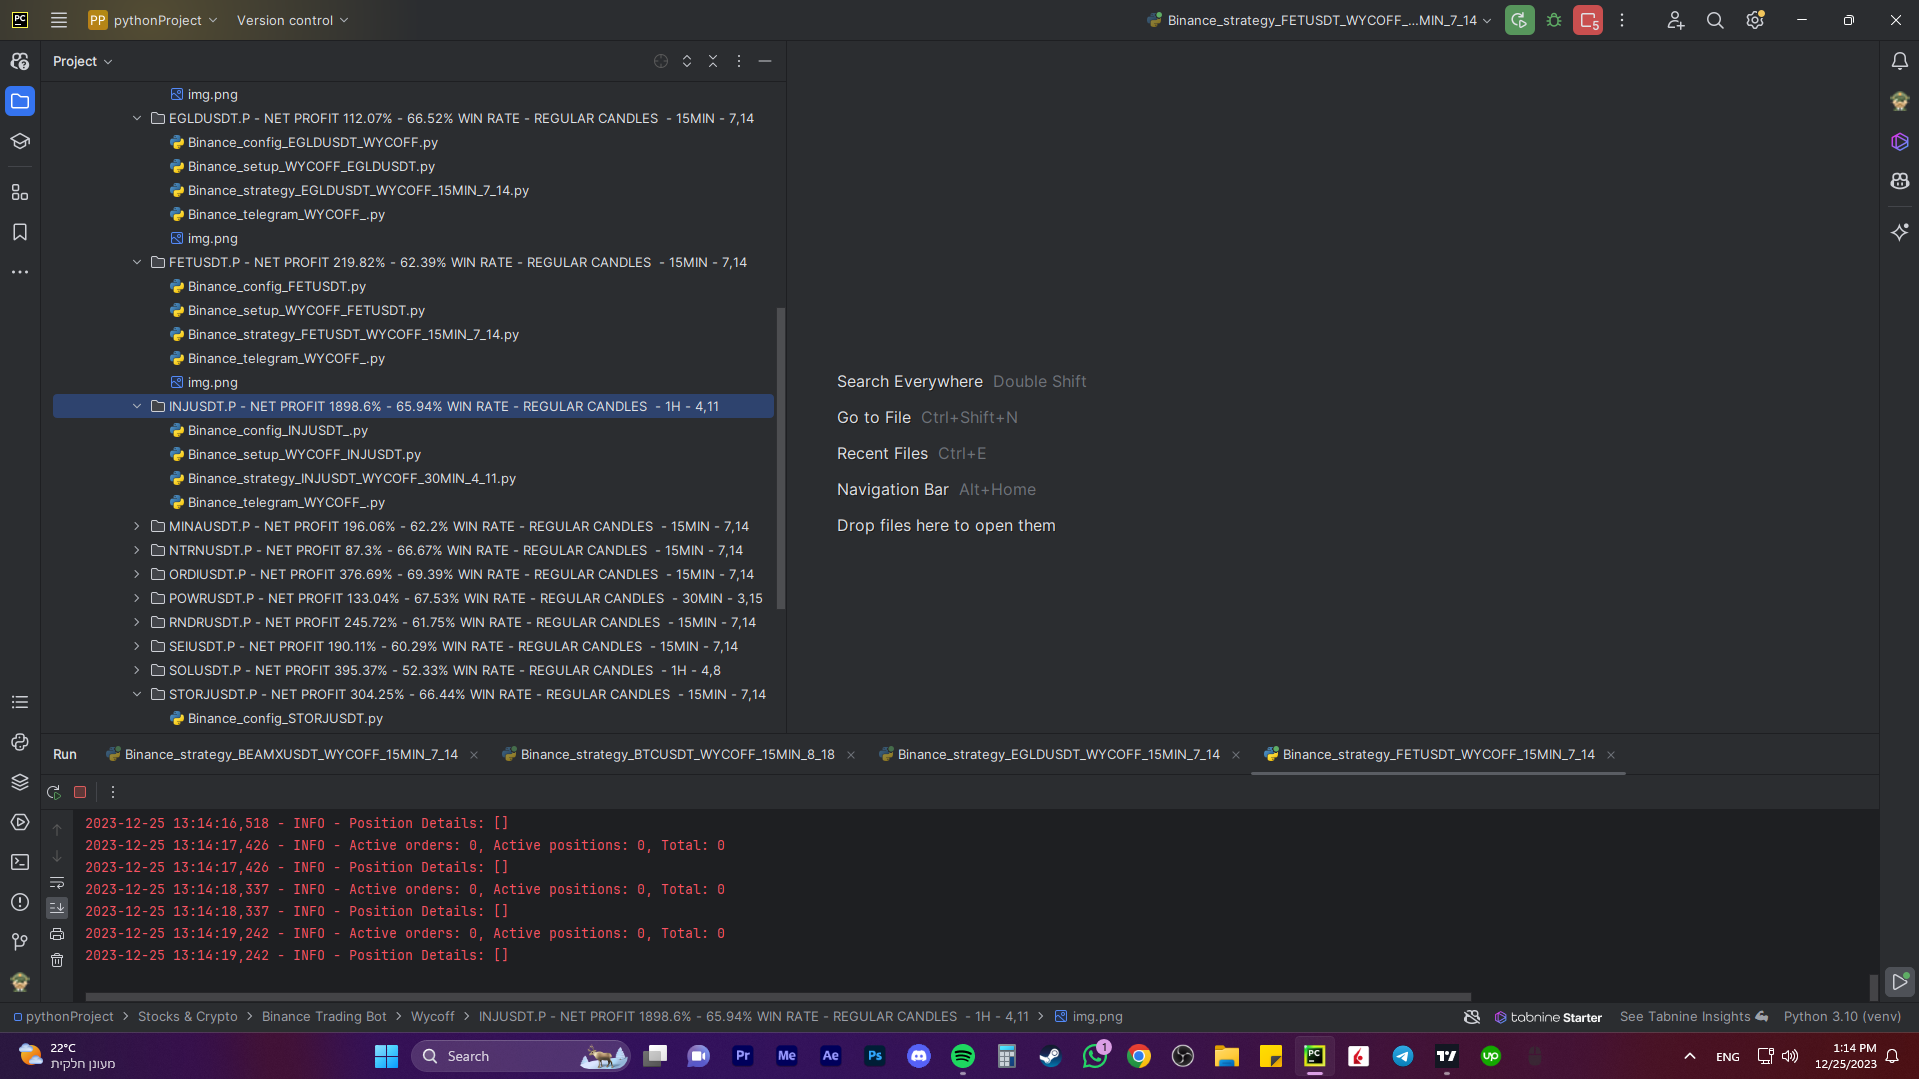 PP pythonProject Version control Binance_strategy_FETUSDT_WYCOFF_...MIN_7_14 5
Project
img.png
EGLDUSDT.P - NET PROFIT 112.07% - 66.52% WIN RATE - REGULAR CANDLES - 15MIN - 7,14
Binance_config_EGLDUSDT_WYCOFF.py
Binance_setup_WYCOFF_EGLDUSDT.py
Binance_strategy_EGLDUSDT_WYCOFF_15MIN_7_14.py
Binance_telegram_WYCOFF_.py
img.png
FETUSDT.P - NET PROFIT 219.82% - 62.39% WIN RATE - REGULAR CANDLES - 15MIN - 7,14
Binance_config_FETUSDT.py
Binance_setup_WYCOFF_FETUSDT.py
Binance_strategy_FETUSDT_WYCOFF_15MIN_7_14.py
Binance_telegram_WYCOFF_.py
img.png
INJUSDT.P - NET PROFIT 1898.6% - 65.94% WIN RATE - REGULAR CANDLES - 1H - 4,11
Binance_config_INJUSDT_.py
Binance_setup_WYCOFF_INJUSDT.py
Binance_strategy_INJUSDT_WYCOFF_30MIN_4_11.py
Binance_telegram_WYCOFF_.py
MINAUSDT.P - NET PROFIT 196.06% - 62.2% WIN RATE - REGULAR CANDLES - 15MIN - 7,14
NTRNUSDT.P - NET PROFIT 87.3% - 66.67% WIN RATE - REGULAR CANDLES - 15MIN - 7,14
ORDIUSDT.P - NET PROFIT 376.69% - 69.39% WIN RATE - REGULAR CANDLES - 15MIN - 7,14
POWRUSDT.P - NET PROFIT 133.04% - 67.53% WIN RATE - REGULAR CANDLES - 30MIN - 3,15
RNDRUSDT.P - NET PROFIT 245.72% - 61.75% WIN RATE - REGULAR CANDLES - 15MIN - 7,14
SEIUSDT.P - NET PROFIT 190.11% - 60.29% WIN RATE - REGULAR CANDLES - 15MIN - 7,14
SOLUSDT.P - NET PROFIT 395.37% - 52.33% WIN RATE - REGULAR CANDLES - 1H - 4,8
STORJUSDT.P - NET PROFIT 304.25% - 66.44% WIN RATE - REGULAR CANDLES - 15MIN - 7,14
Binance_config_STORJUSDT.py
Search Everywhere Double Shift
Go to File Ctrl+Shift+N
Recent Files Ctrl+E
Navigation Bar Alt+Home
Drop files here to open them
Run Binance_strategy_BEAMXUSDT_WYCOFF_15MIN_7_14 Binance_strategy_BTCUSDT_WYCOFF_15MIN_8_18 Binance_strategy_EGLDUSDT_WYCOFF_15MIN_7_14 Binance_strategy_FETUSDT_WYCOFF_15MIN_7_14
2023-12-25 13:14:16,518 - INFO - Position Details: []
2023-12-25 13:14:17,426 - INFO - Active orders: 0, Active positions: 0, Total: 0
2023-12-25 13:14:17,426 - INFO - Position Details: []
2023-12-25 13:14:18,337 - INFO - Active orders: 0, Active positions: 0, Total: 0
2023-12-25 13:14:18,337 - INFO - Position Details: []
2023-12-25 13:14:19,242 - INFO - Active orders: 0, Active positions: 0, Total: 0
2023-12-25 13:14:19,242 - INFO - Position Details: []
pythonProject Stocks & Crypto Binance Trading Bot Wycoff INJUSDT.P - NET PROFIT 1898.6% - 65.94% WIN RATE - REGULAR CANDLES - 1H - 4,11 img.png tabnine Starter See Tabnine Insights Python 3.10 (venv)
22°C
מעונן חלקית
Search
Pr Me Ae Ps 1 PC up
ENG
1:14 PM
12/25/2023